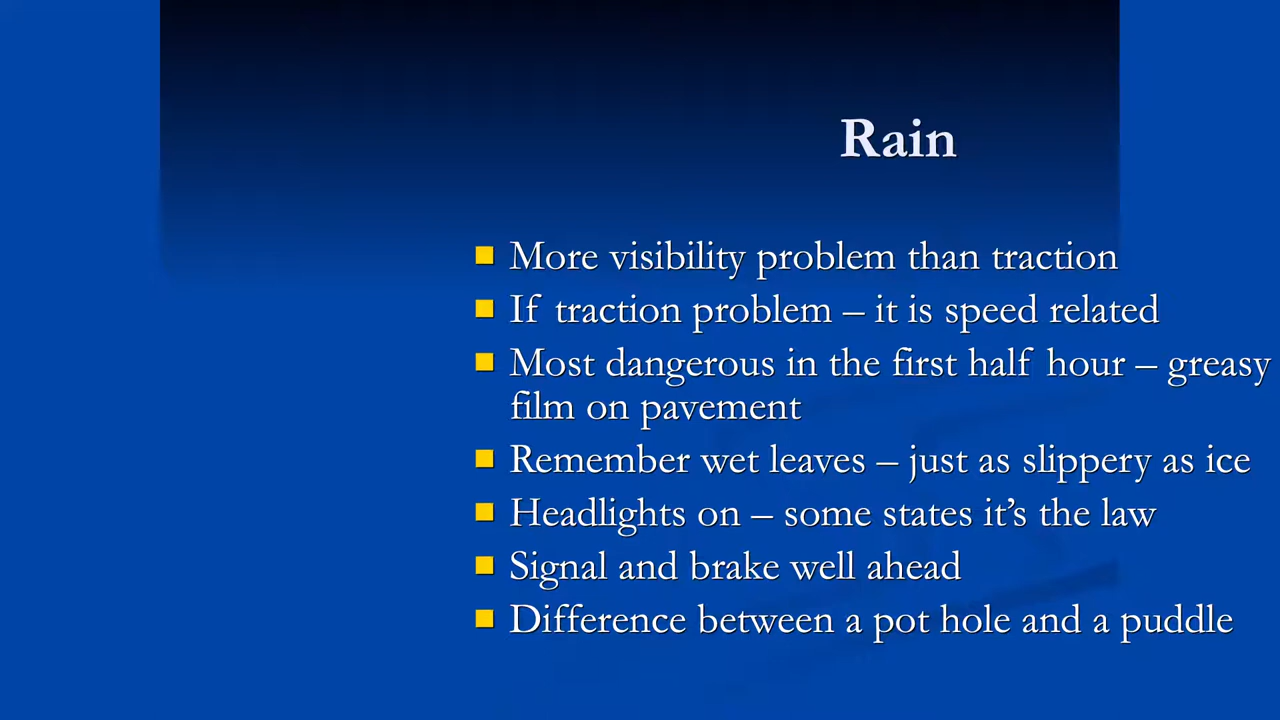 Rain
More visibility problem than traction
If traction problem – it is speed related
Most dangerous in the first half hour – greasy
film on pavement
Remember wet leaves – just as slippery as ice
Headlights on – some states it’s the law
Signal and brake well ahead
Difference between a pot hole and a puddle